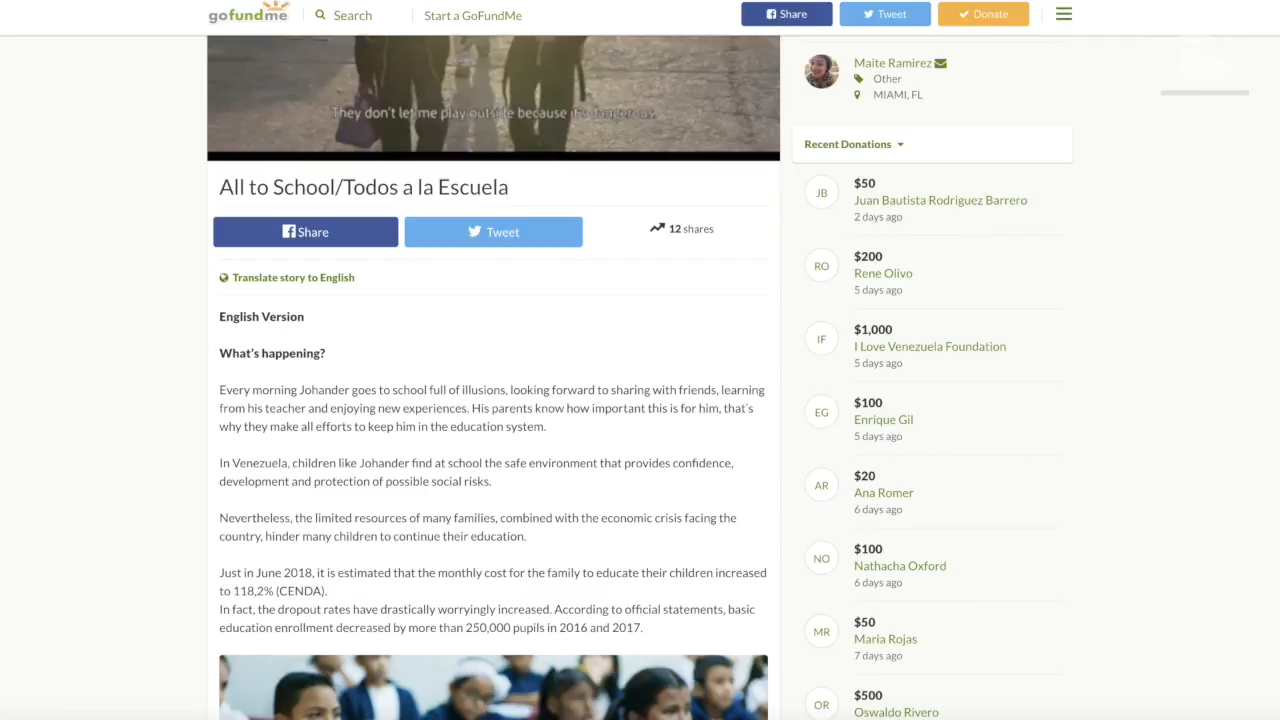 gofundme
Search
Start a GoFundMe
Share
Tweet
Donate
They don't let me play outside because it's dangerous.
All to School/Todos a la Escuela
Share
Tweet
12 shares
Translate story to English
English Version
What's happening?
Every morning Johander goes to school full of illusions, looking forward to sharing with friends, learning
from his teacher and enjoying new experiences. His parents know how important this is for him, that's
why they make all efforts to keep him in the education system.
In Venezuela, children like Johander find at school the safe environment that provides confidence,
development and protection of possible social risks.
Nevertheless, the limited resources of many families, combined with the economic crisis facing the
country, hinder many children to continue their education.
Just in June 2018, it is estimated that the monthly cost for the family to educate their children increased
to 118,2% (CENDA).
In fact, the dropout rates have drastically worryingly increased. According to official statements, basic
education enrollment decreased by more than 250,000 pupils in 2016 and 2017.
Maite Ramirez
Other
MIAMI, FL
Recent Donations
JB
$50
Juan Bautista Rodriguez Barrero
2 days ago
RO
$200
Rene Olivo
5 days ago
IF
$1,000
I Love Venezuela Foundation
5 days ago
EG
$100
Enrique Gil
5 days ago
AR
$20
Ana Romer
6 days ago
NO
$100
Nathacha Oxford
6 days ago
MR
$50
Maria Rojas
7 days ago
OR
$500
Oswaldo Rivero